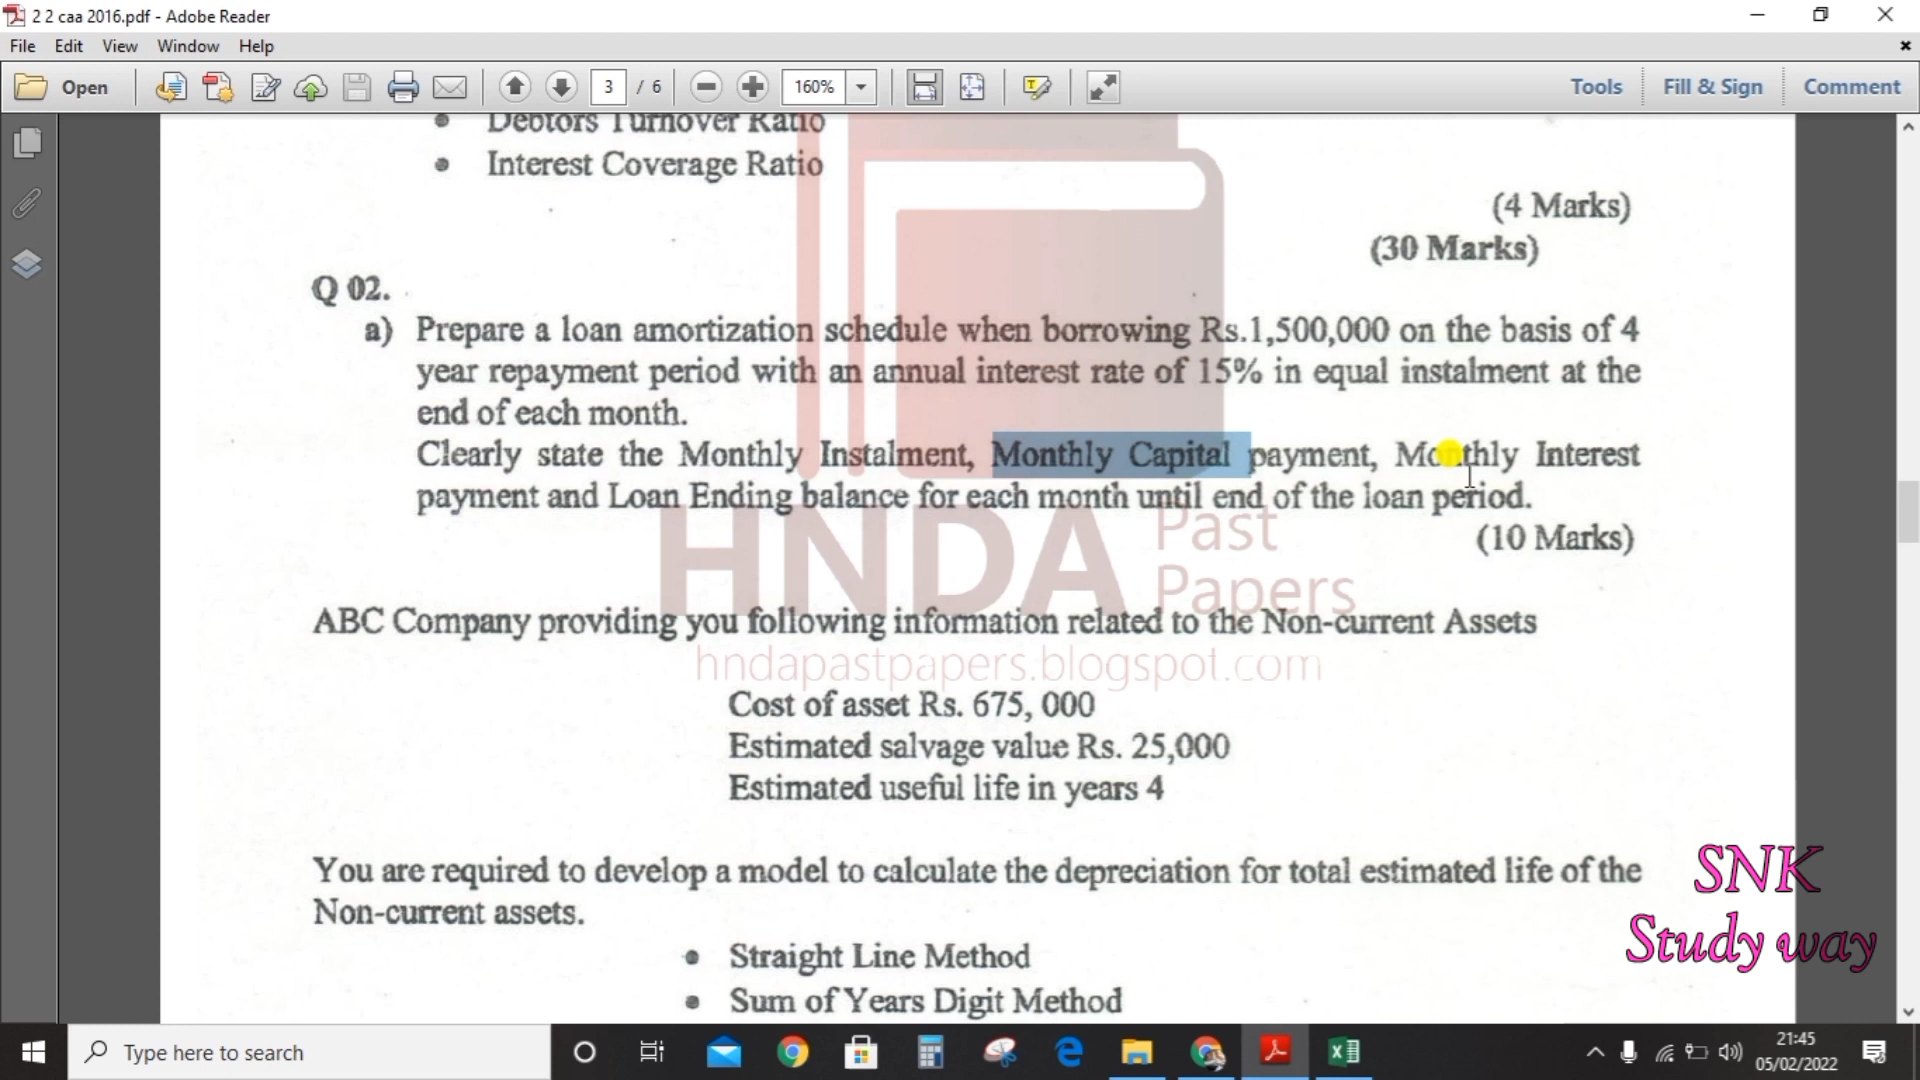 2 2 caa 2016.pdf - Adobe Reader
File Edit View Window Help
Open 3 / 6 160% Tools Fill & Sign Comment
Debtors Turnover Ratio
Interest Coverage Ratio
(4 Marks)
(30 Marks)
Q 02.
a) Prepare a loan amortization schedule when borrowing Rs.1,500,000 on the basis of 4
year repayment period with an annual interest rate of 15% in equal instalment at the
end of each month.
Clearly state the Monthly Instalment, Monthly Capital payment, Monthly Interest
payment and Loan Ending balance for each month until end of the loan period.
(10 Marks)
HNDA Past Papers
ABC Company providing you following information related to the Non-current Assets
hndapastpapers.blogspot.com
Cost of asset Rs. 675, 000
Estimated salvage value Rs. 25,000
Estimated useful life in years 4
You are required to develop a model to calculate the depreciation for total estimated life of the
Non-current assets.
Straight Line Method
Sum of Years Digit Method
SNK
Study way
Type here to search
21:45
05/02/2022